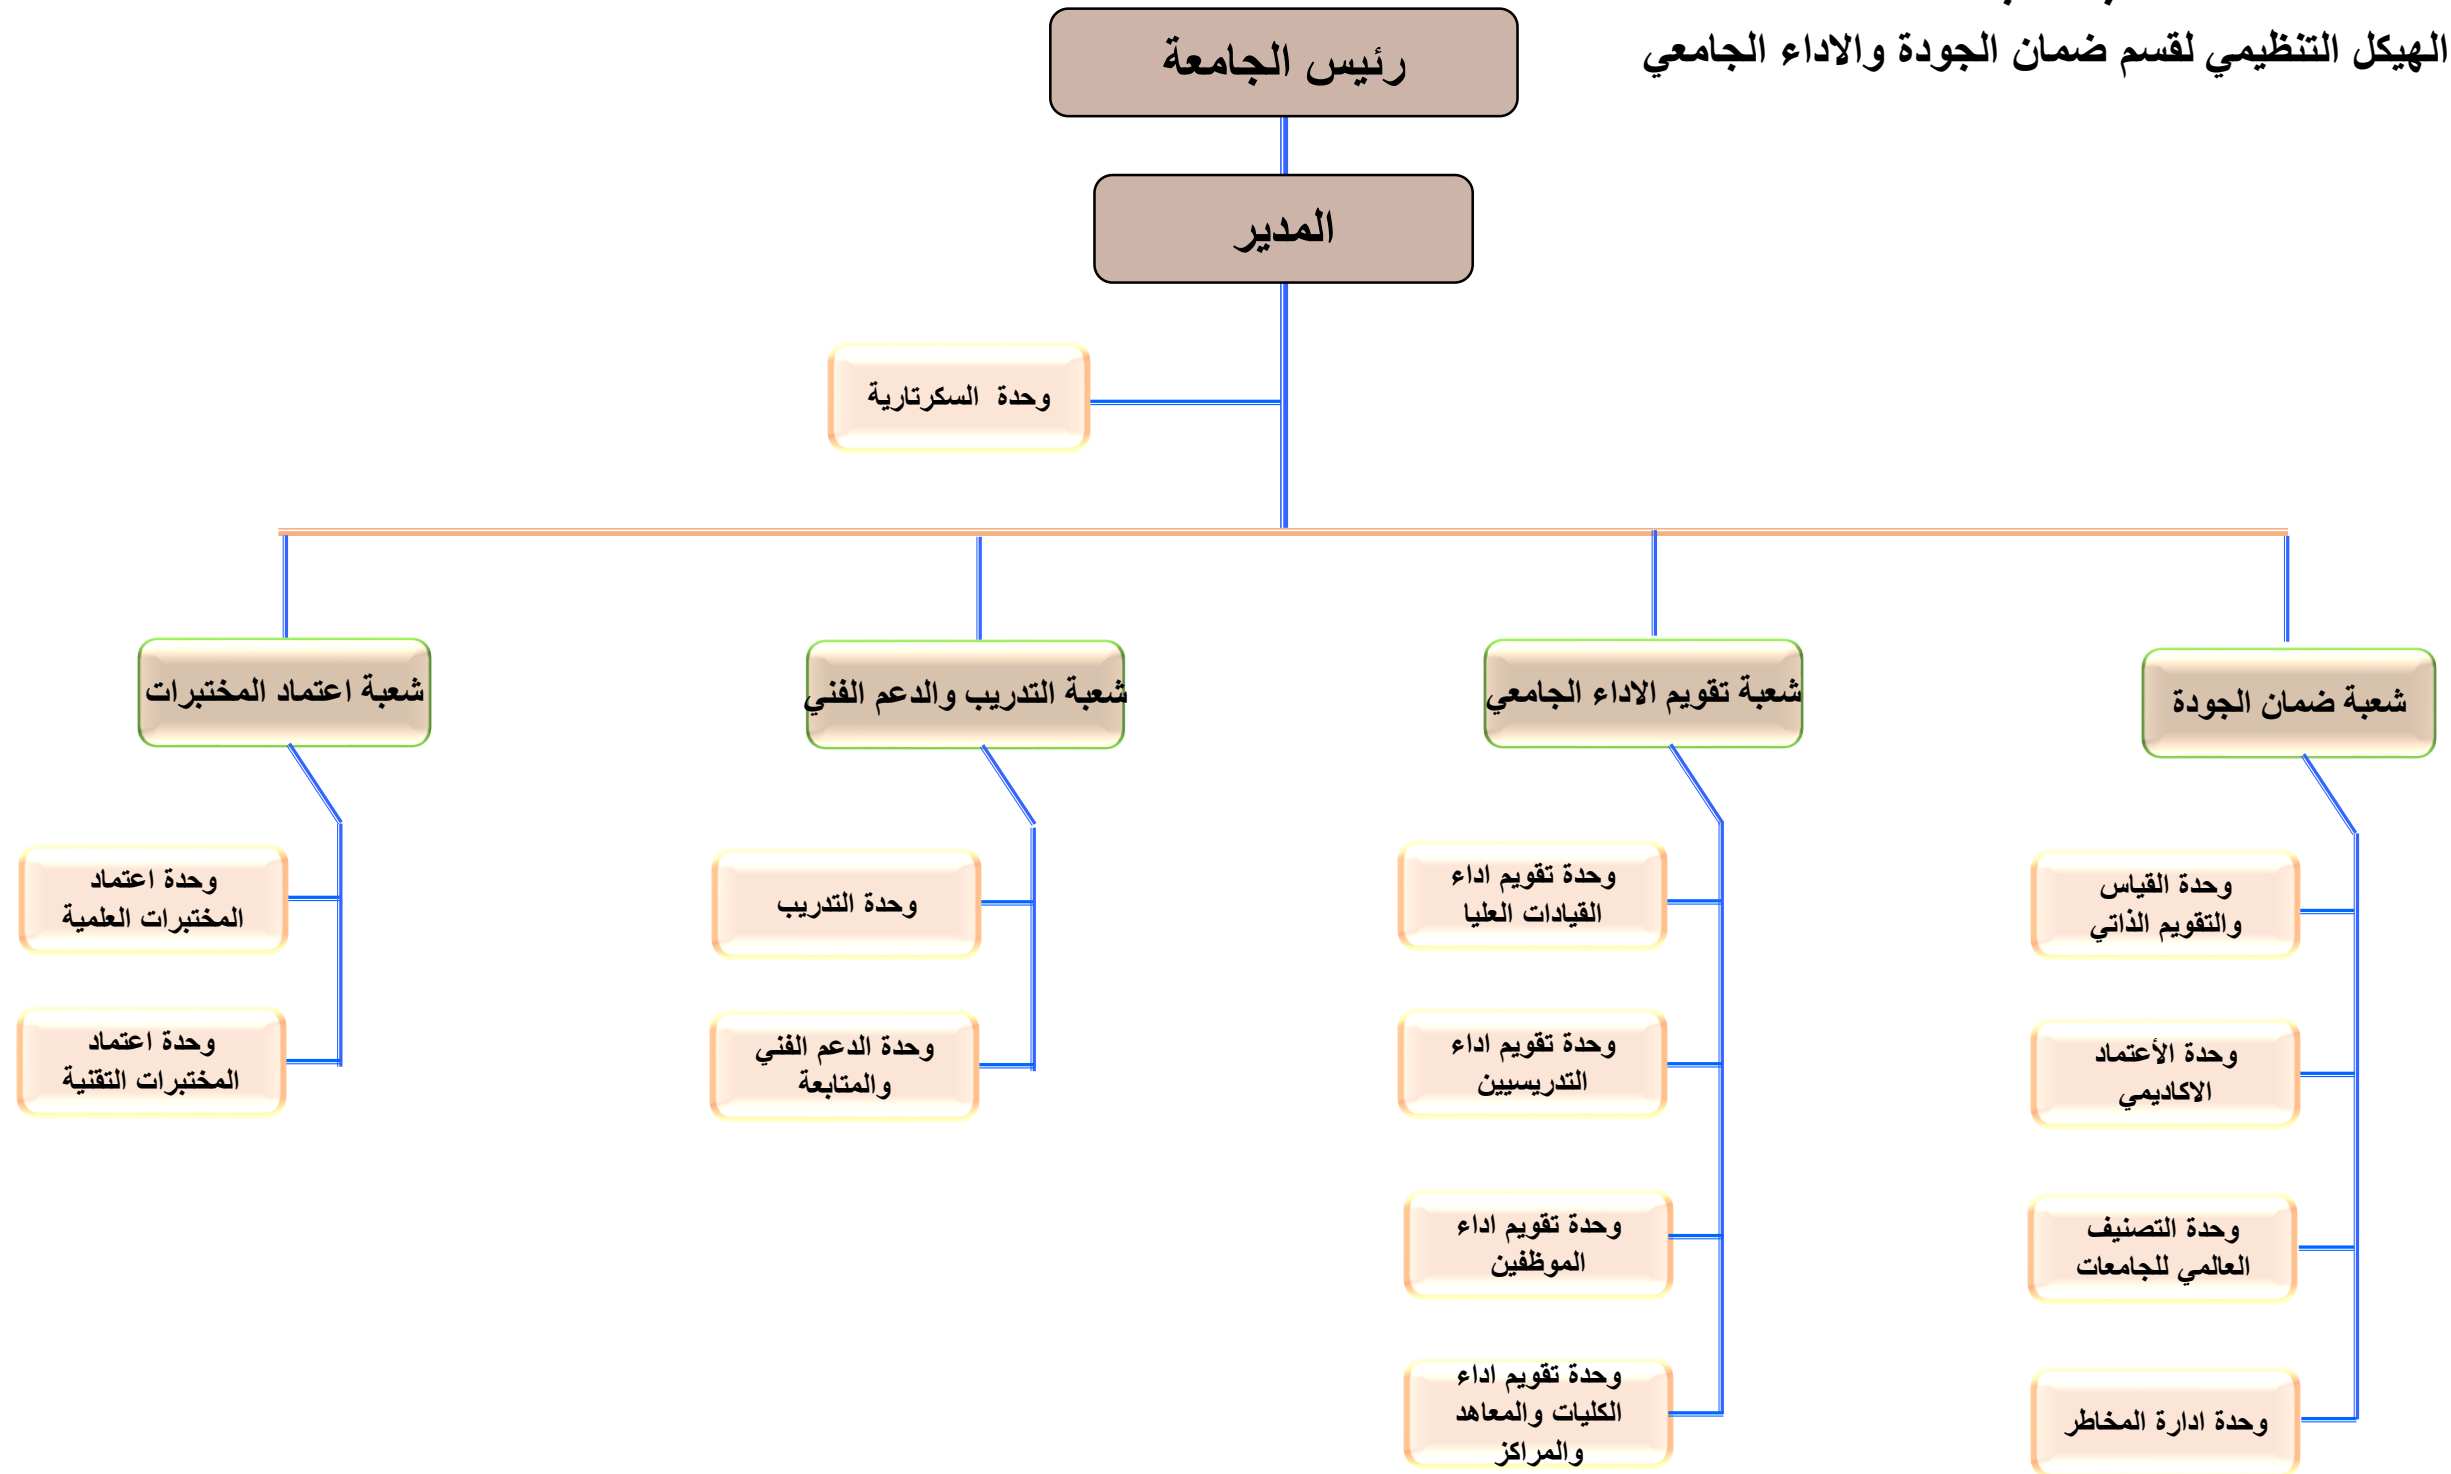 الهيكل التنظيمي لقسم ضمان الجودة والاداء الجامعي
رئيس الجامعة
المدير
وحدة السكرتارية
شعبة ضمان الجودة
وحدة القياس
والتقويم الذاتي
وحدة الأعتماد
الاكاديمي
وحدة التصنيف
العالمي للجامعات
وحدة ادارة المخاطر
شعبة تقويم الاداء الجامعي
وحدة تقويم اداء
القيادات العليا
وحدة تقويم اداء
التدريسيين
وحدة تقويم اداء
الموظفين
وحدة تقويم اداء
الكليات والمعاهد
والمراكز
شعبة التدريب والدعم الفني
وحدة التدريب
وحدة الدعم الفني
والمتابعة
شعبة اعتماد المختبرات
وحدة اعتماد
المختبرات العلمية
وحدة اعتماد
المختبرات التقنية